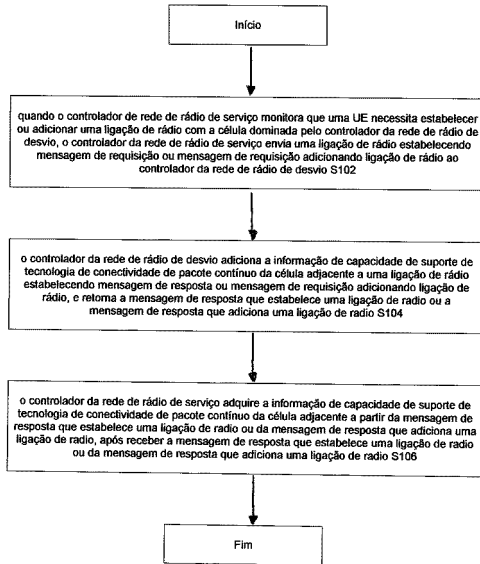 Início
quando o controlador de rede de rádio de serviço monitora que uma UE necessita estabelecer
ou adicionar uma ligação de rádio com a célula dominada pelo controlador da rede de rádio de
desvio, o controlador da rede de rádio de serviço envia uma ligação de rádio estabelecendo
mensagem de requisição ou mensagem de requisição adicionando ligação de rádio ao
controlador da rede de rádio de desvio S102
o controlador da rede de rádio de desvio adiciona a informação de capacidade de suporte de
tecnologia de conectividade de pacote contínuo da célula adjacente a uma ligação de rádio
estabelecendo mensagem de resposta ou mensagem de requisição adicionando ligação de
rádio, e retorna a mensagem de resposta que estabelece uma ligação de radio ou a
mensagem de resposta que adiciona uma ligação de radio S104
o controlador da rede de rádio de serviço adquire a informação de capacidade de suporte de
tecnologia de conectividade de pacote contínuo da célula adjacente a partir da mensagem de
resposta que estabelece uma ligação de radio ou da mensagem de resposta que adiciona uma
ligação de radio, após receber a mensagem de resposta que estabelece uma ligação de radio
ou da mensagem de resposta que adiciona uma ligação de radio S106
Fim